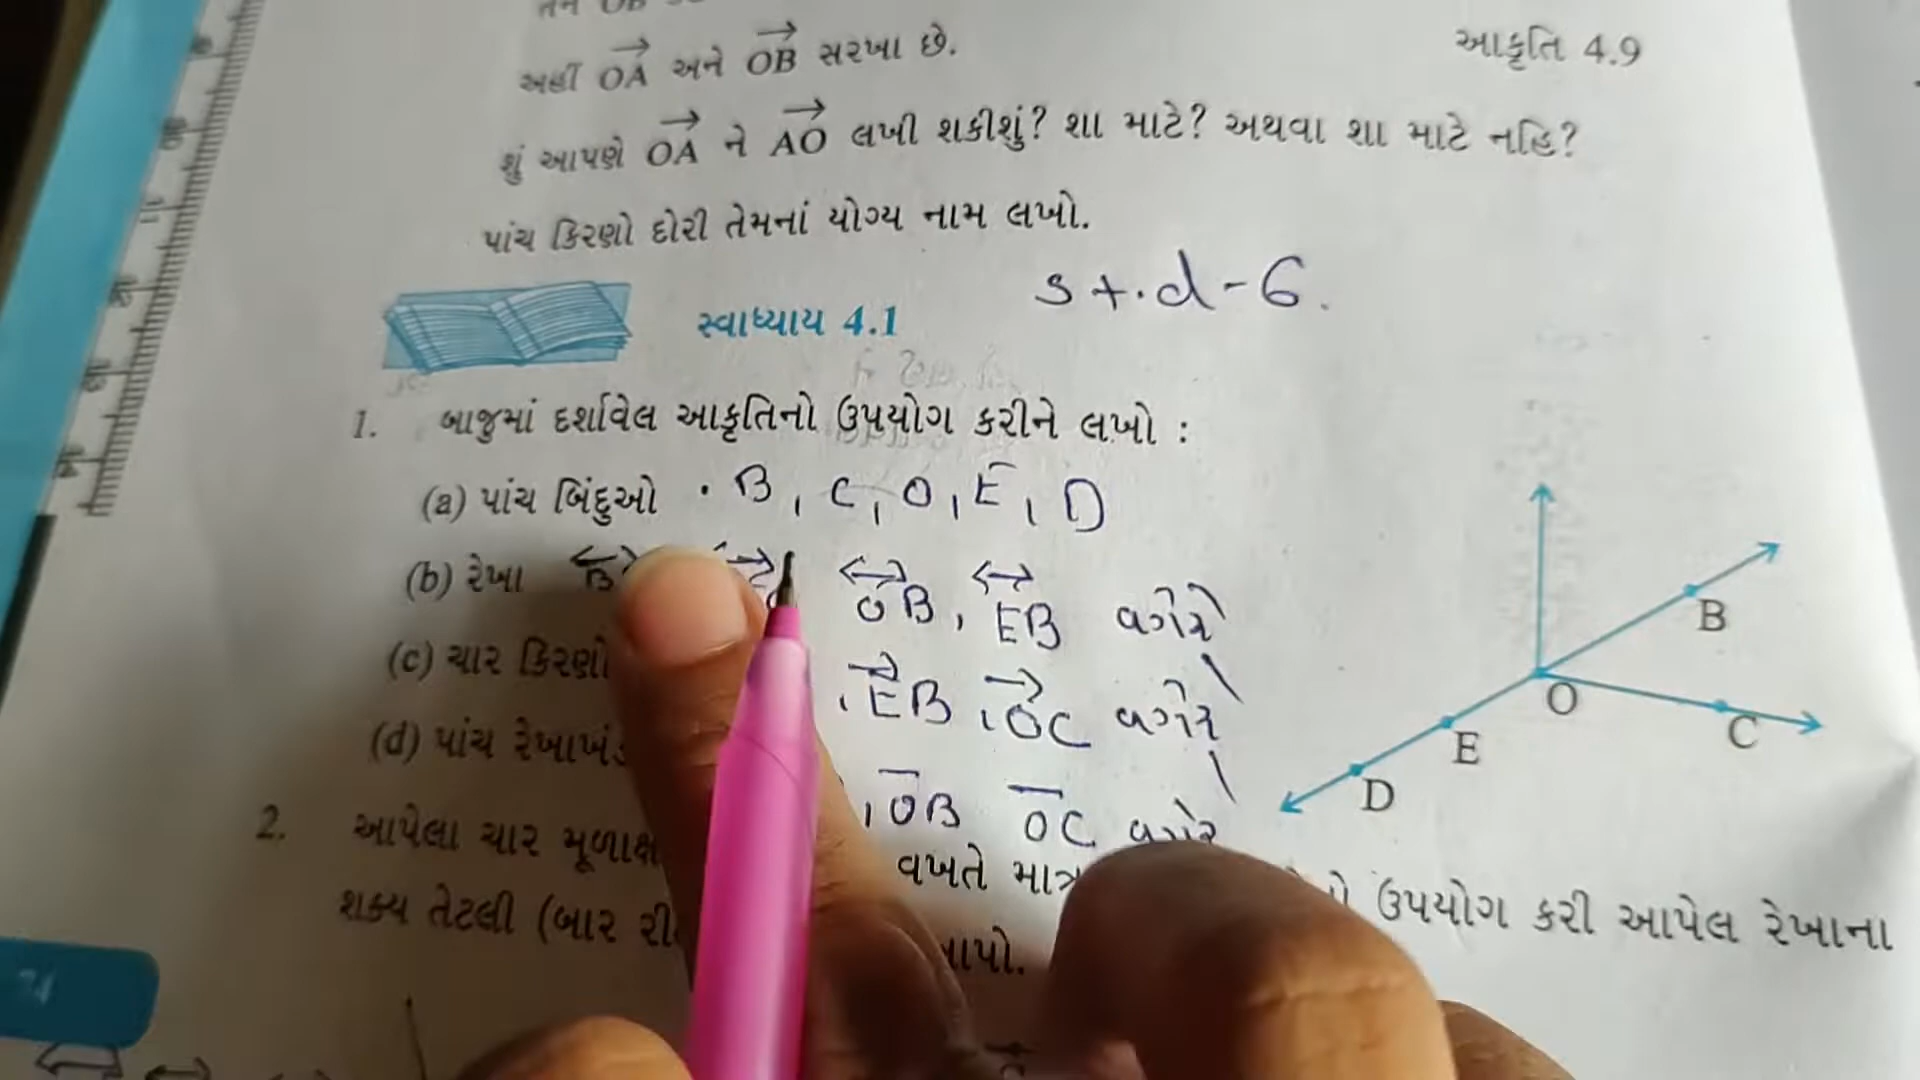 અહીં OA અને OB સરખા છે.
આકૃતિ 4.9
શું આપણે OA ને AO લખી શકીશું? શા માટે? અથવા શા માટે નહિ?
પાંચ કિરણો દોરી તેમનાં યોગ્ય નામ લખો.
st.d-6.
સ્વાધ્યાય 4.1
1. બાજુમાં દર્શાવેલ આકૃતિનો ઉપયોગ કરીને લખો :
(a) પાંચ બિંદુઓ . B, C, O, E, D
(b) રેખા OB, EB વગેરે
(c) ચાર કિરણો , EB , OC વગેરે
(d) પાંચ , OB OC વગેરે
B
O
C
E
D
2. આપેલા ચાર વખતે માત્ર ઉપયોગ કરી આપેલ રેખાના
શક્ય તેટલી (બાર આપો.
74